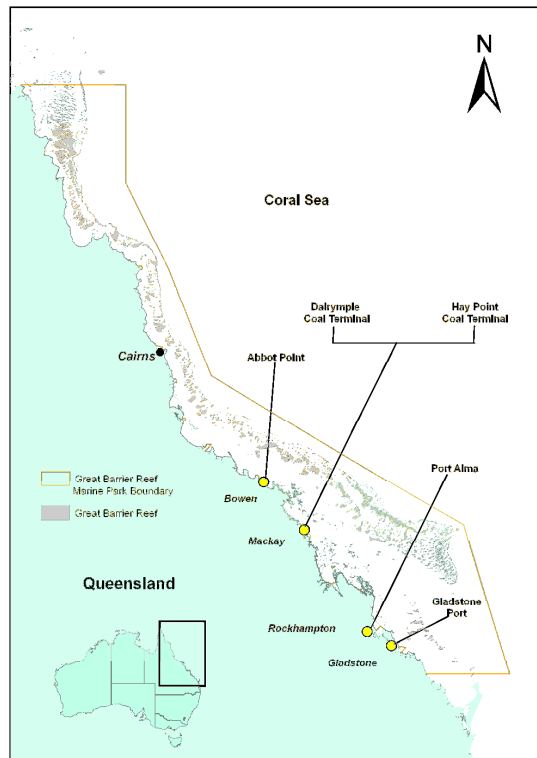 N
Coral Sea
Dalrymple
Coal Terminal
Hay Point
Coal Terminal
Cairns
Abbot Point
Port Alma
Great Barrier Reef
Marine Park Boundary
Bowen
Great Barrier Reef
Mackay
Queensland
Gladstone
Port
Rockhampton
Gladstone